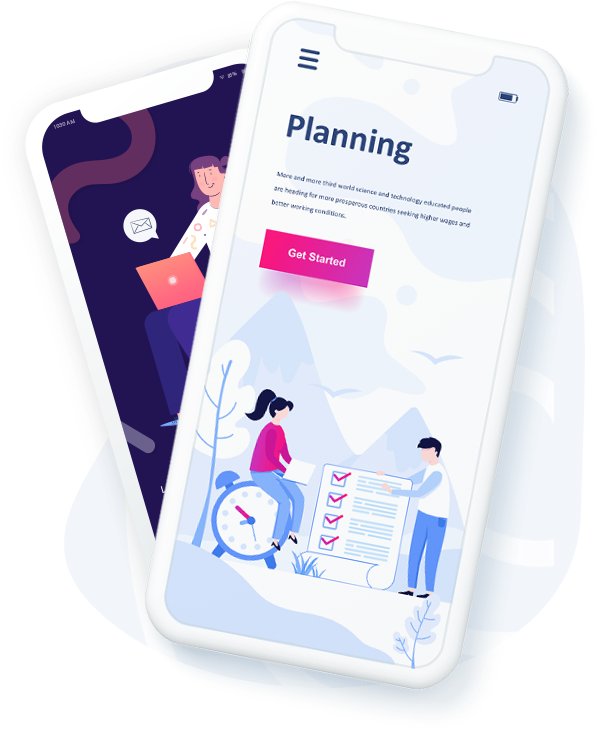 10:00 AM
Planning
More and more third world science and technology educated people
are heading for more prosperous countries seeking higher wages and
better working conditions.
Get Started